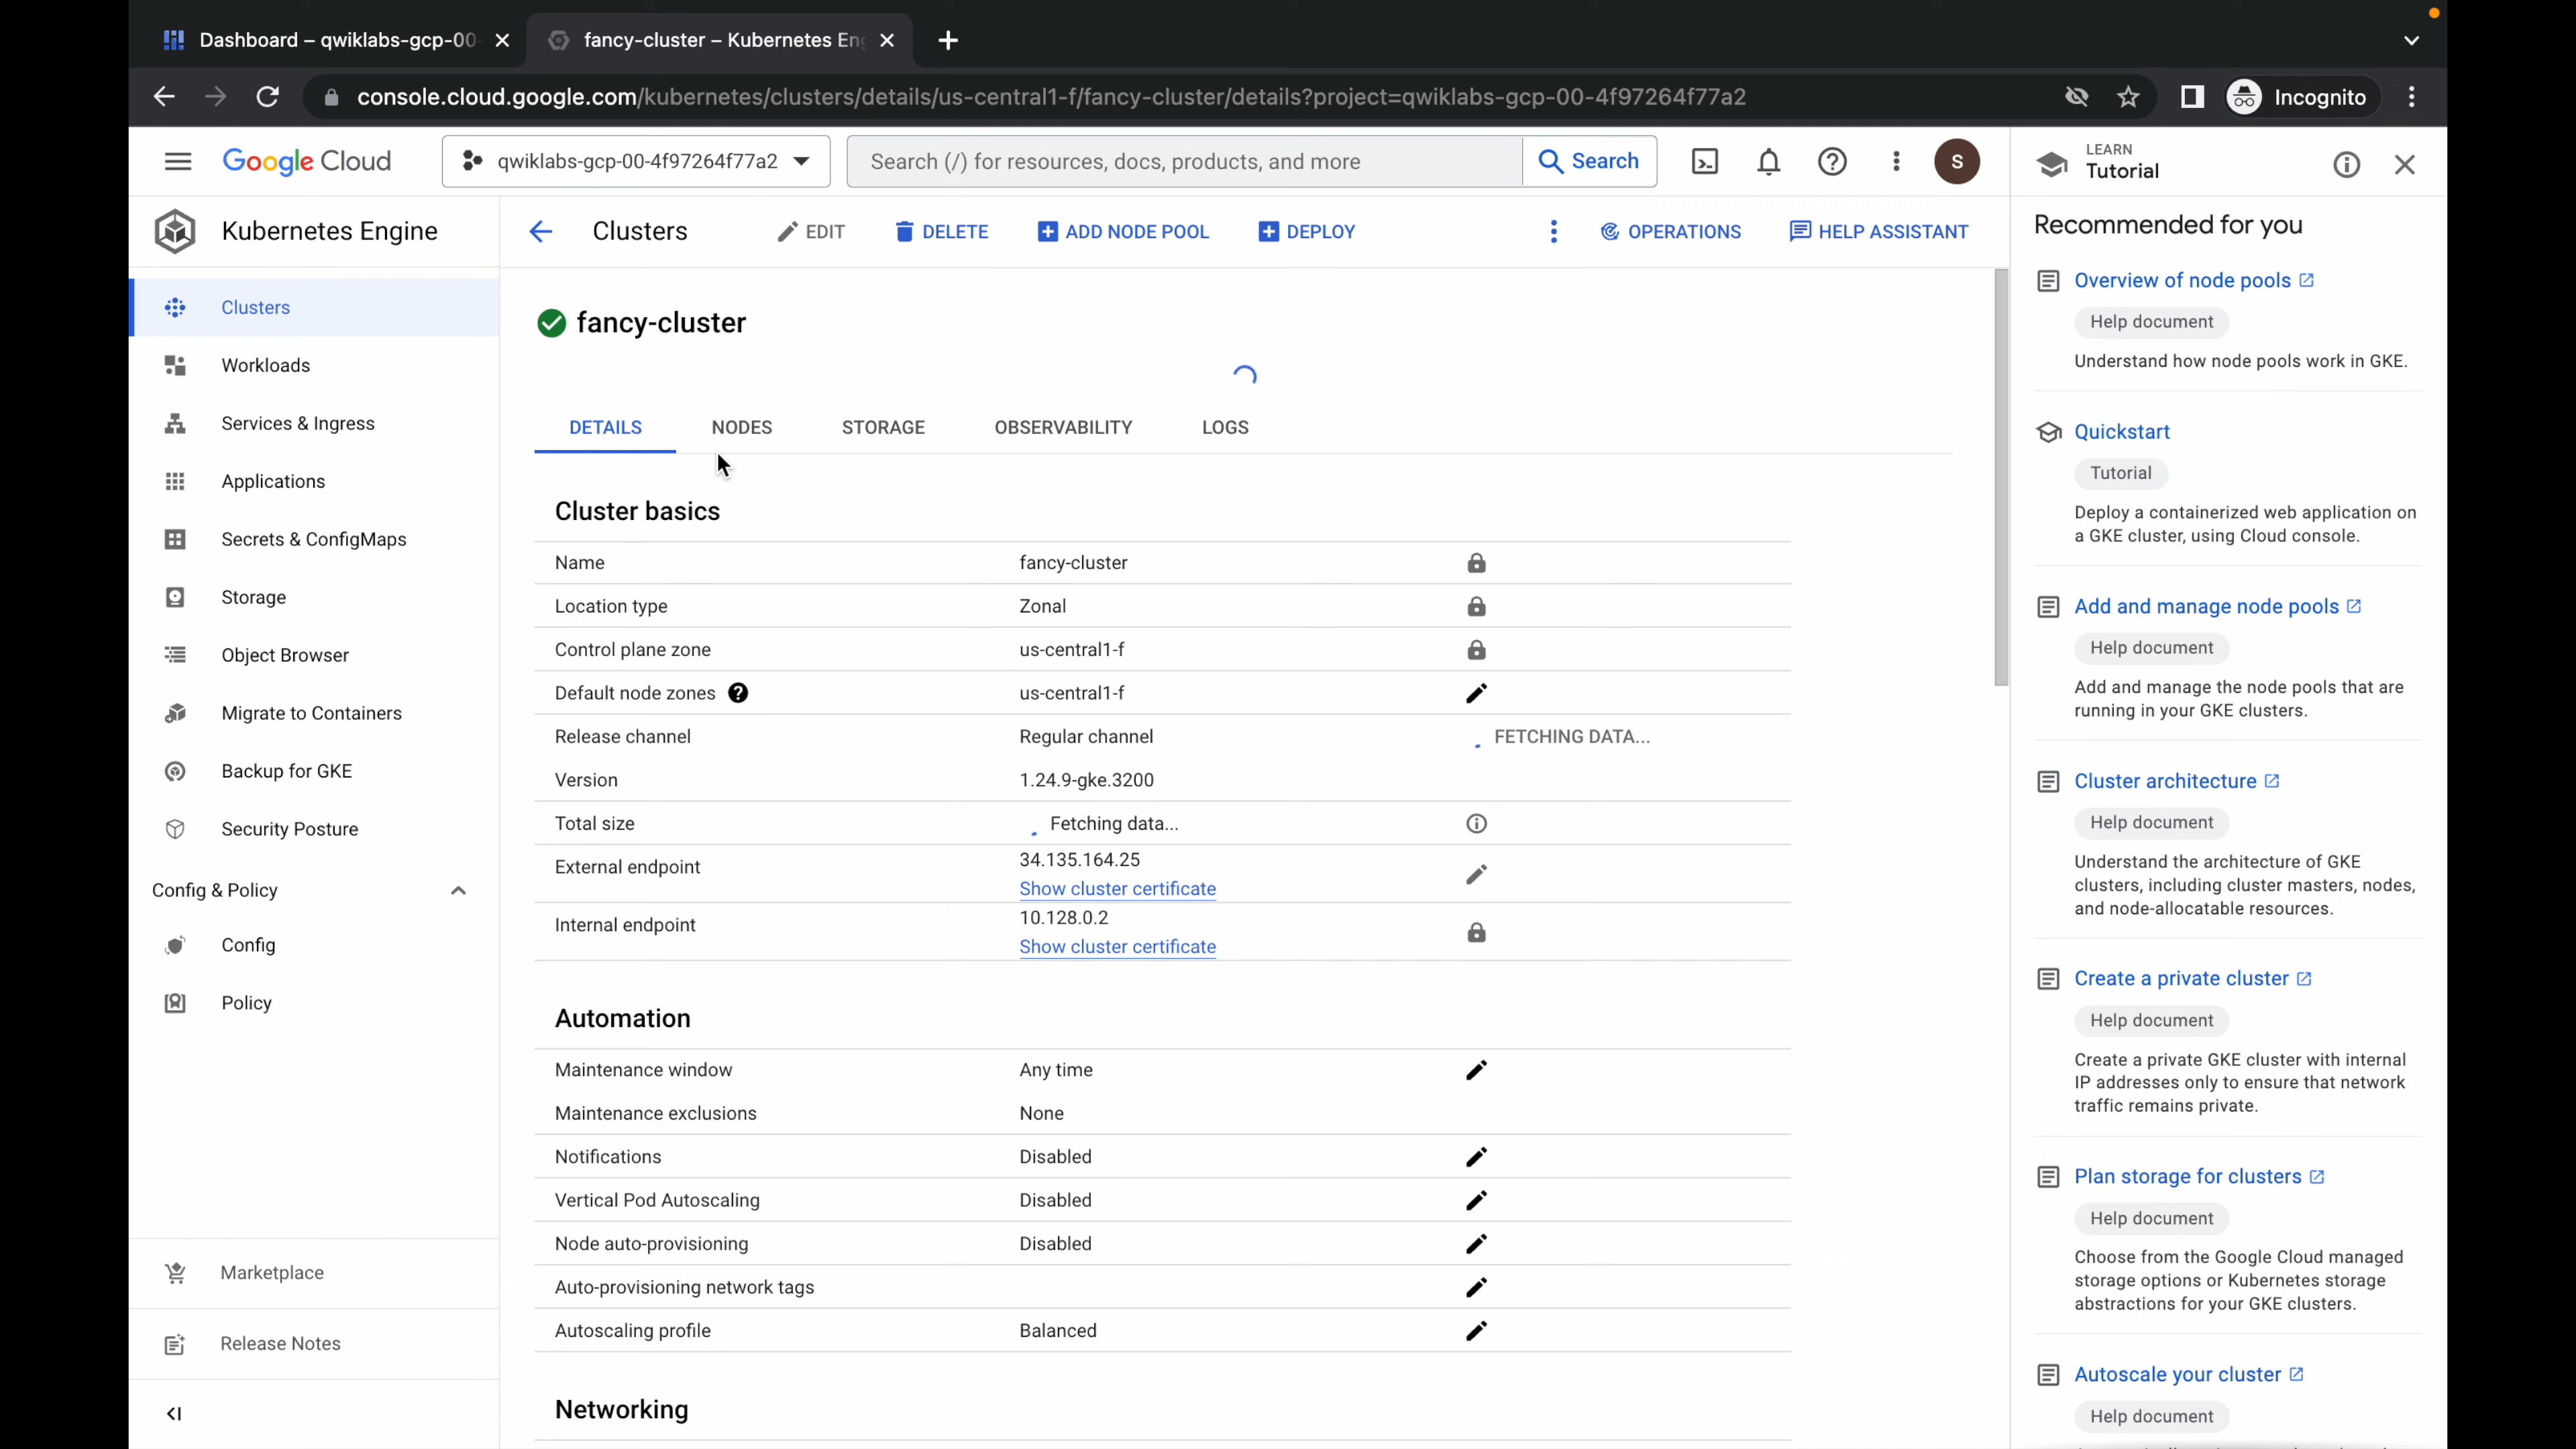 Dashboard – qwiklabs-gcp-00
fancy-cluster – Kubernetes En
console.cloud.google.com/kubernetes/clusters/details/us-central1-f/fancy-cluster/details?project=qwiklabs-gcp-00-4f97264f77a2
Incognito
Google Cloud
qwiklabs-gcp-00-4f97264f77a2
Search (/) for resources, docs, products, and more
Search
S
LEARN
Tutorial
Kubernetes Engine
Clusters
EDIT
DELETE
ADD NODE POOL
DEPLOY
OPERATIONS
HELP ASSISTANT
Clusters
Workloads
Services & Ingress
Applications
Secrets & ConfigMaps
Storage
Object Browser
Migrate to Containers
Backup for GKE
Security Posture
Config & Policy
Config
Policy
Marketplace
Release Notes
fancy-cluster
DETAILS
NODES
STORAGE
OBSERVABILITY
LOGS
Cluster basics
Name fancy-cluster
Location type Zonal
Control plane zone us-central1-f
Default node zones us-central1-f
Release channel Regular channel FETCHING DATA...
Version 1.24.9-gke.3200
Total size Fetching data...
External endpoint 34.135.164.25
Show cluster certificate
Internal endpoint 10.128.0.2
Show cluster certificate
Automation
Maintenance window Any time
Maintenance exclusions None
Notifications Disabled
Vertical Pod Autoscaling Disabled
Node auto-provisioning Disabled
Auto-provisioning network tags
Autoscaling profile Balanced
Networking
Recommended for you
Overview of node pools
Help document
Understand how node pools work in GKE.
Quickstart
Tutorial
Deploy a containerized web application on
a GKE cluster, using Cloud console.
Add and manage node pools
Help document
Add and manage the node pools that are
running in your GKE clusters.
Cluster architecture
Help document
Understand the architecture of GKE
clusters, including cluster masters, nodes,
and node-allocatable resources.
Create a private cluster
Help document
Create a private GKE cluster with internal
IP addresses only to ensure that network
traffic remains private.
Plan storage for clusters
Help document
Choose from the Google Cloud managed
storage options or Kubernetes storage
abstractions for your GKE clusters.
Autoscale your cluster
Help document